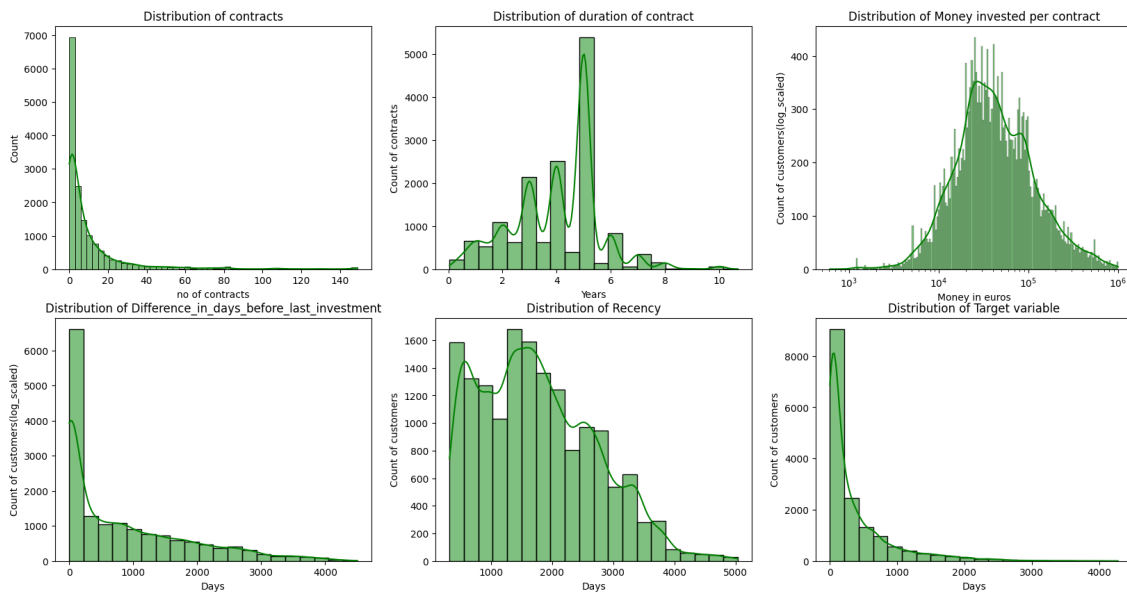 Distribution of contracts
Count
7000
6000
5000
4000
3000
2000
1000
0
0 20 40 60 80 100 120 140
no of contracts
Distribution of duration of contract
Count of contracts
5000
4000
3000
2000
1000
0
0 2 4 6 8 10
Years
Distribution of Money invested per contract
Count of customers(log_scaled)
400
300
200
100
0
10³ 10⁴ 10⁵ 10⁶
Money in euros
Distribution of Difference_in_days_before_last_investment
Count of customers(log_scaled)
6000
5000
4000
3000
2000
1000
0
0 1000 2000 3000 4000
Days
Distribution of Recency
Count of customers
1600
1400
1200
1000
800
600
400
200
0
1000 2000 3000 4000 5000
Days
Distribution of Target variable
Count of customers
8000
6000
4000
2000
0
0 1000 2000 3000 4000
Days